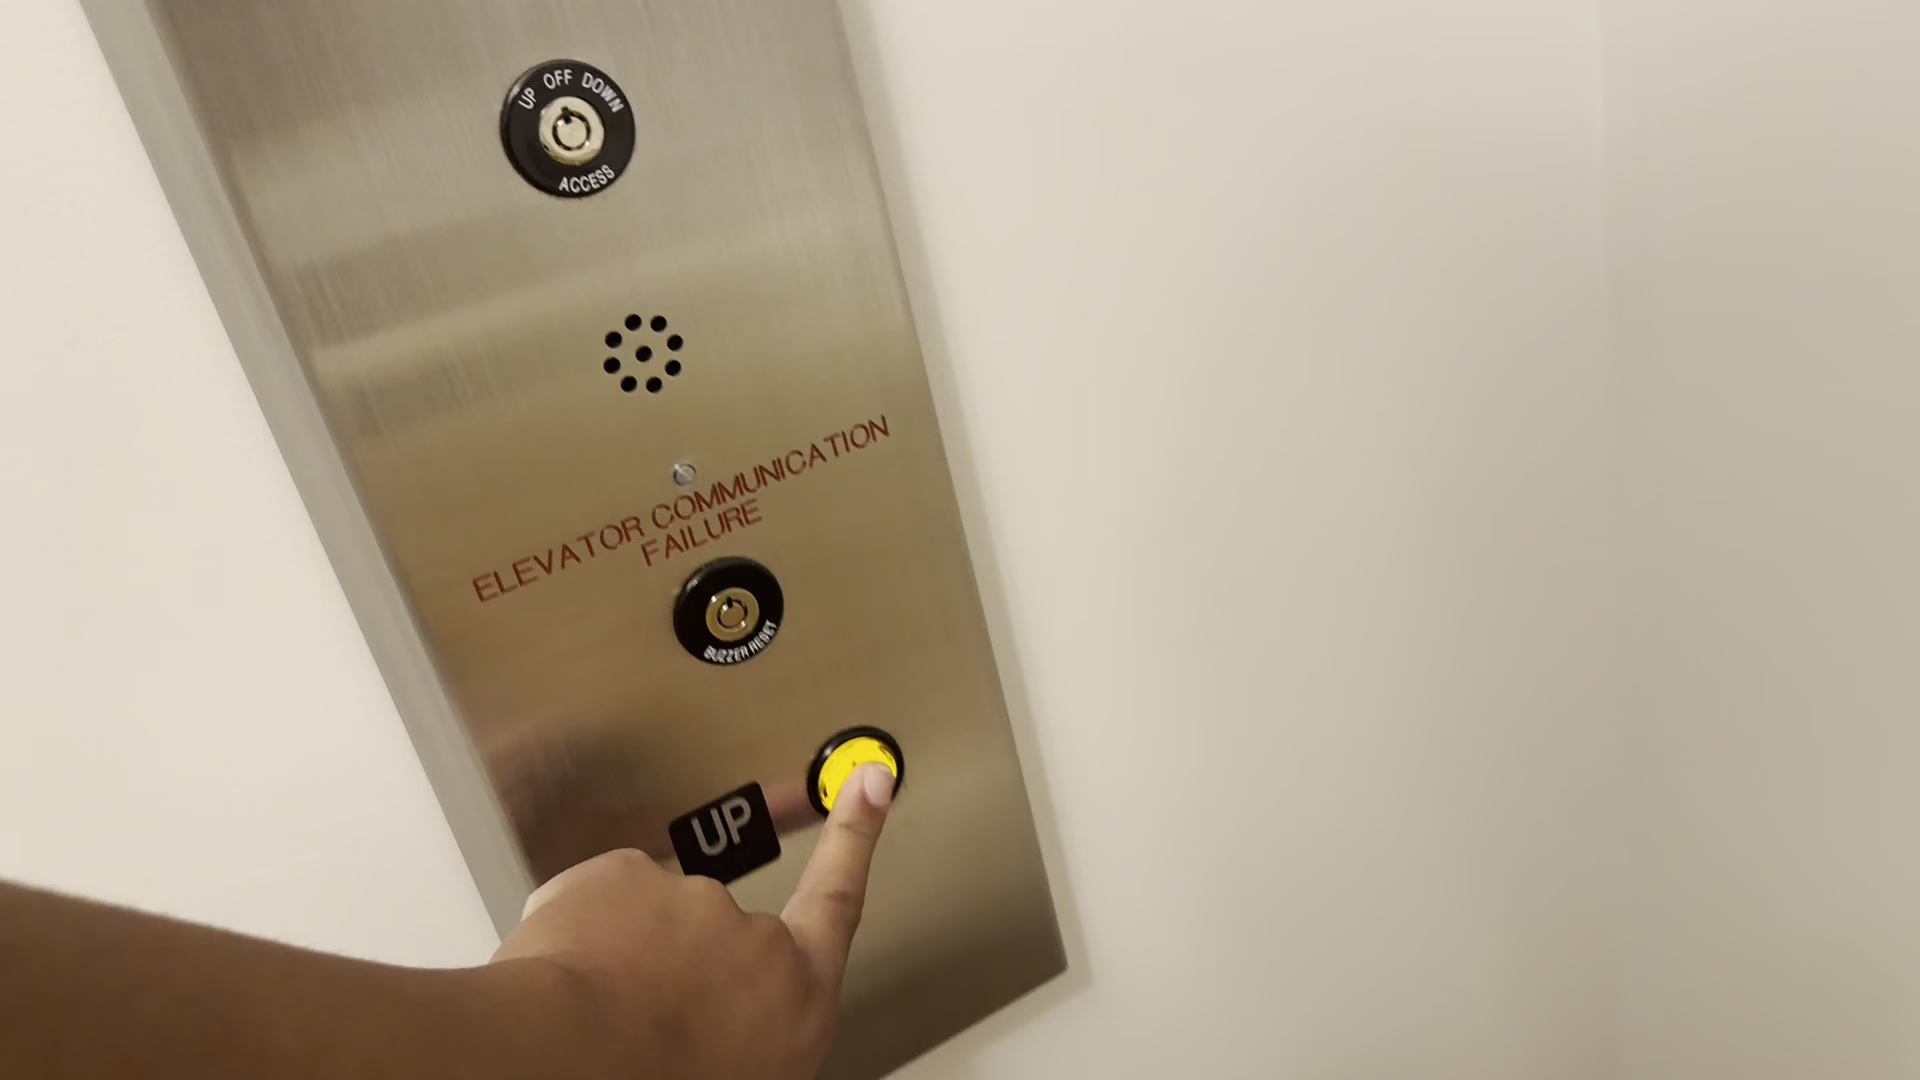 UP OFF DOWN
ACCESS
ELEVATOR COMMUNICATION
FAILURE
BUZZER RESET
UP